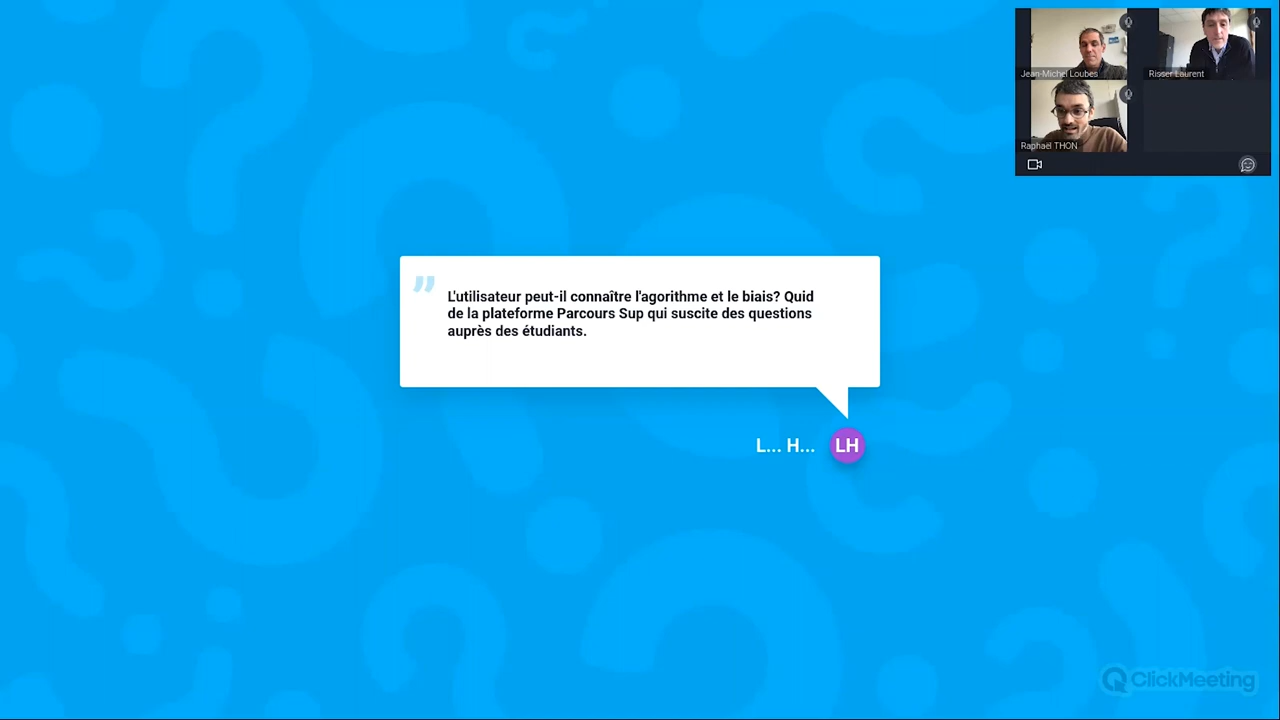 Jean-Michel Loubes
Risser Laurent
Raphaël THON
”
L'utilisateur peut-il connaître l'agorithme et le biais? Quid
de la plateforme Parcours Sup qui suscite des questions
auprès des étudiants.
L... H...
LH
ClickMeeting